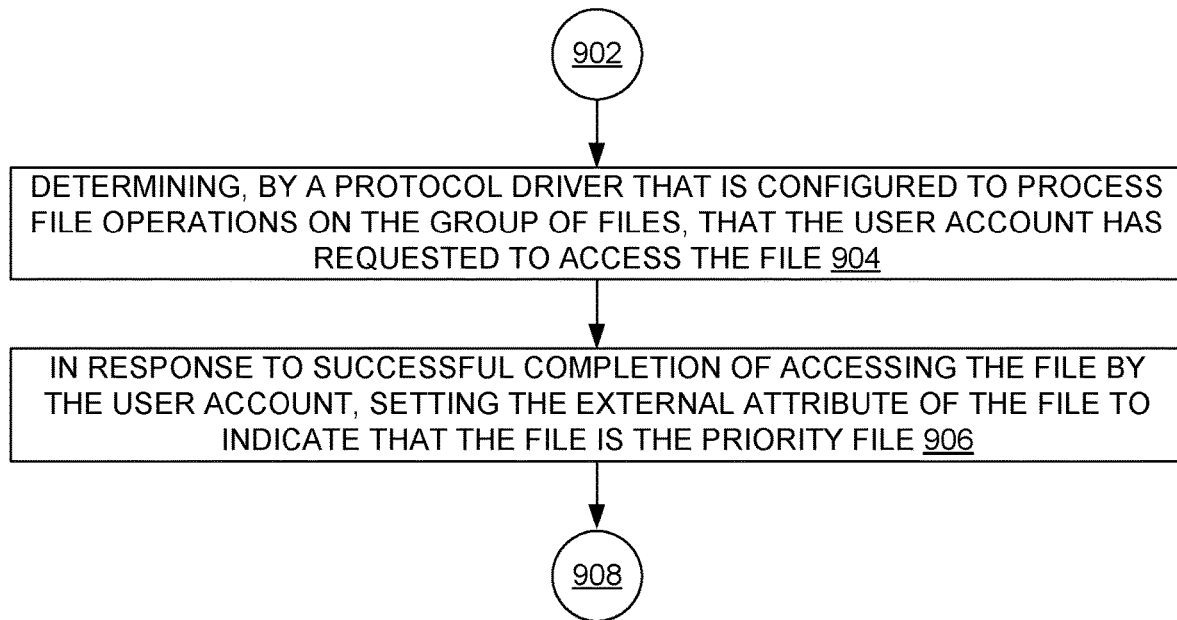 902
DETERMINING, BY A PROTOCOL DRIVER THAT IS CONFIGURED TO PROCESS
FILE OPERATIONS ON THE GROUP OF FILES, THAT THE USER ACCOUNT HAS
REQUESTED TO ACCESS THE FILE 904
IN RESPONSE TO SUCCESSFUL COMPLETION OF ACCESSING THE FILE BY
THE USER ACCOUNT, SETTING THE EXTERNAL ATTRIBUTE OF THE FILE TO
INDICATE THAT THE FILE IS THE PRIORITY FILE 906
908